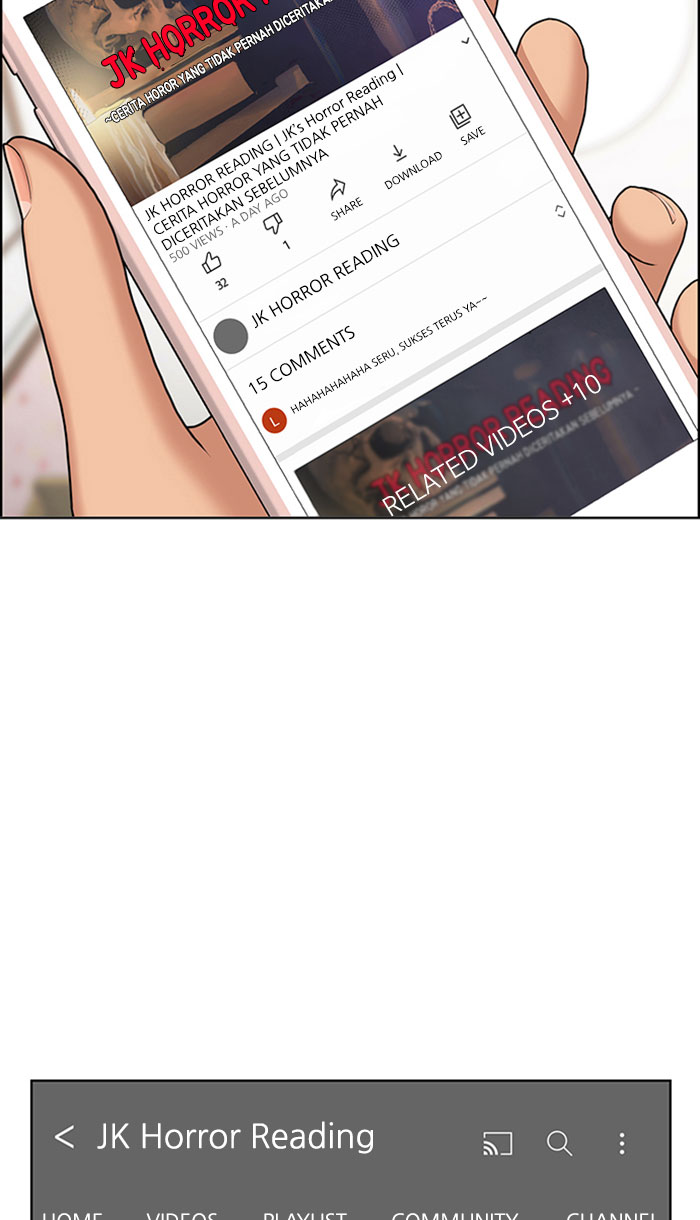 JK HORROR
~CERITA HOROR YANG TIDAK PERNAH DICERITAKAN
JK HORROR READING | JK's Horror Reading |
CERITA HORROR YANG TIDAK PERNAH
DICERITAKAN SEBELUMNYA
500 VIEWS · A DAY AGO
32
1
SHARE
DOWNLOAD
SAVE
JK HORROR READING
15 COMMENTS
L
HAHAHAHAHAHA SERU, SUKSES TERUS YA~~
JK HORROR READING
HOROR YANG TIDAK PERNAH DICERITAKAN SEBELUMNYA ~
RELATED VIDEOS +10
< JK Horror Reading
HOME VIDEOS PLAYLIST COMMUNITY CHANNEL